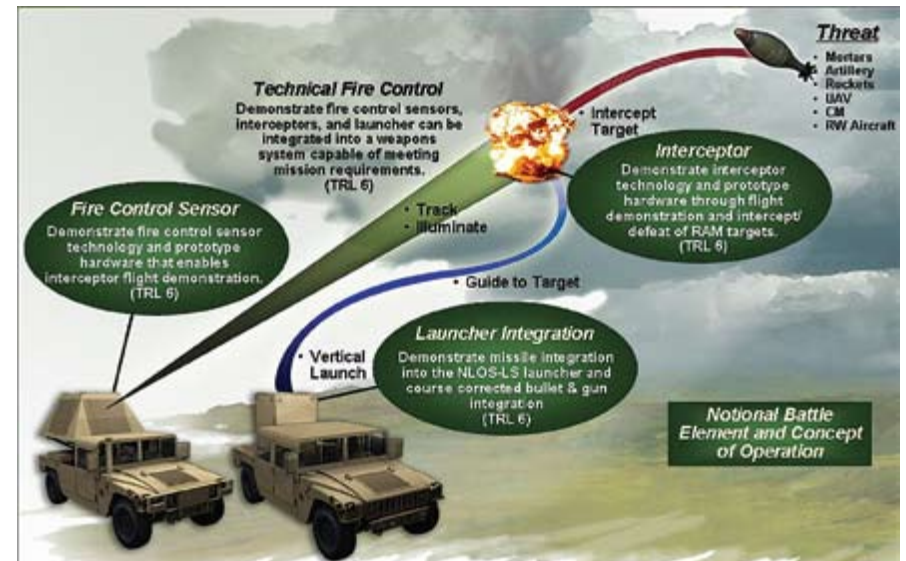 Threat
• Mortars
• Artillery
• Rockets
• UAV
• CM
• RW Aircraft
Technical Fire Control
Demonstrate fire control sensors,
interceptors, and launcher can be
integrated into a weapons
system capable of meeting
mission requirements.
(TRL 6)
• Intercept
Target
Interceptor
Demonstrate interceptor
technology and prototype
hardware through flight
demonstration and intercept/
defeat of RAM targets.
(TRL 6)
Fire Control Sensor
Demonstrate fire control sensor
technology and prototype
hardware that enables
interceptor flight demonstration.
(TRL 6)
• Track
• Illuminate
• Guide to Target
• Vertical
Launch
Launcher Integration
Demonstrate missile integration
into the NLOS-LS launcher and
course corrected bullet & gun
integration
(TRL 6)
Notional Battle
Element and Concept
of Operation